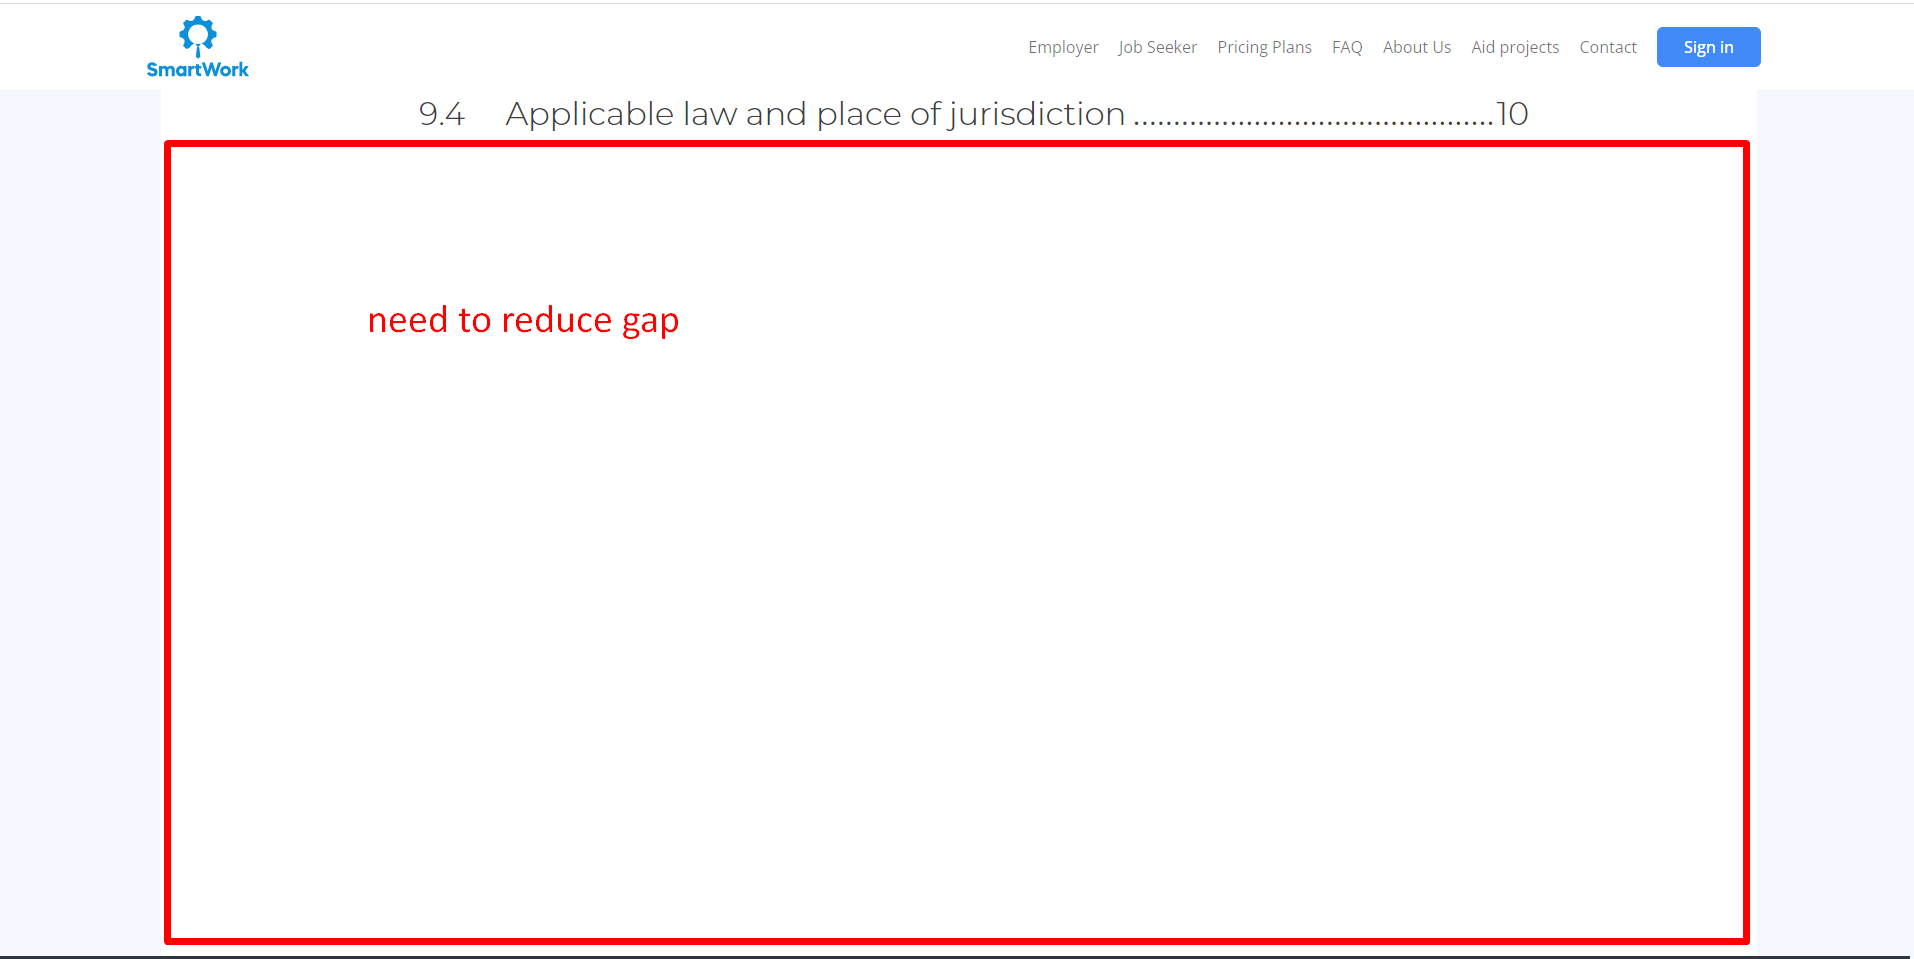 SmartWork
Employer Job Seeker Pricing Plans FAQ About Us Aid projects Contact Sign in
9.4 Applicable law and place of jurisdiction .............................................10
need to reduce gap